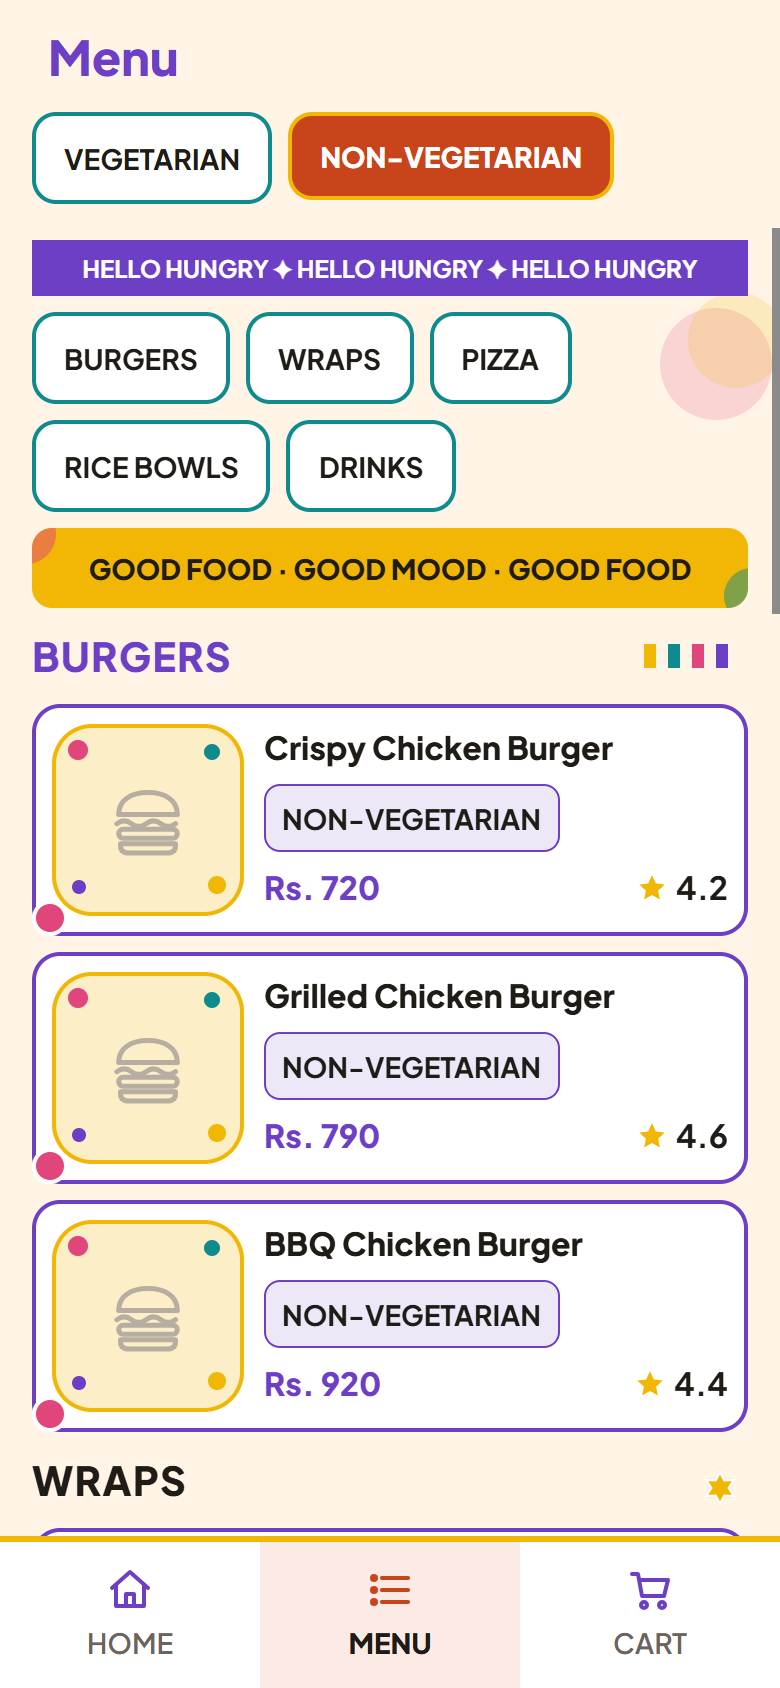 Menu
VEGETARIAN
NON-VEGETARIAN
HELLO HUNGRY ✦ HELLO HUNGRY ✦ HELLO HUNGRY
BURGERS
WRAPS
PIZZA
RICE BOWLS
DRINKS
GOOD FOOD · GOOD MOOD · GOOD FOOD
BURGERS
Crispy Chicken Burger
NON-VEGETARIAN
Rs. 720
4.2
Grilled Chicken Burger
NON-VEGETARIAN
Rs. 790
4.6
BBQ Chicken Burger
NON-VEGETARIAN
Rs. 920
4.4
WRAPS
HOME
MENU
CART